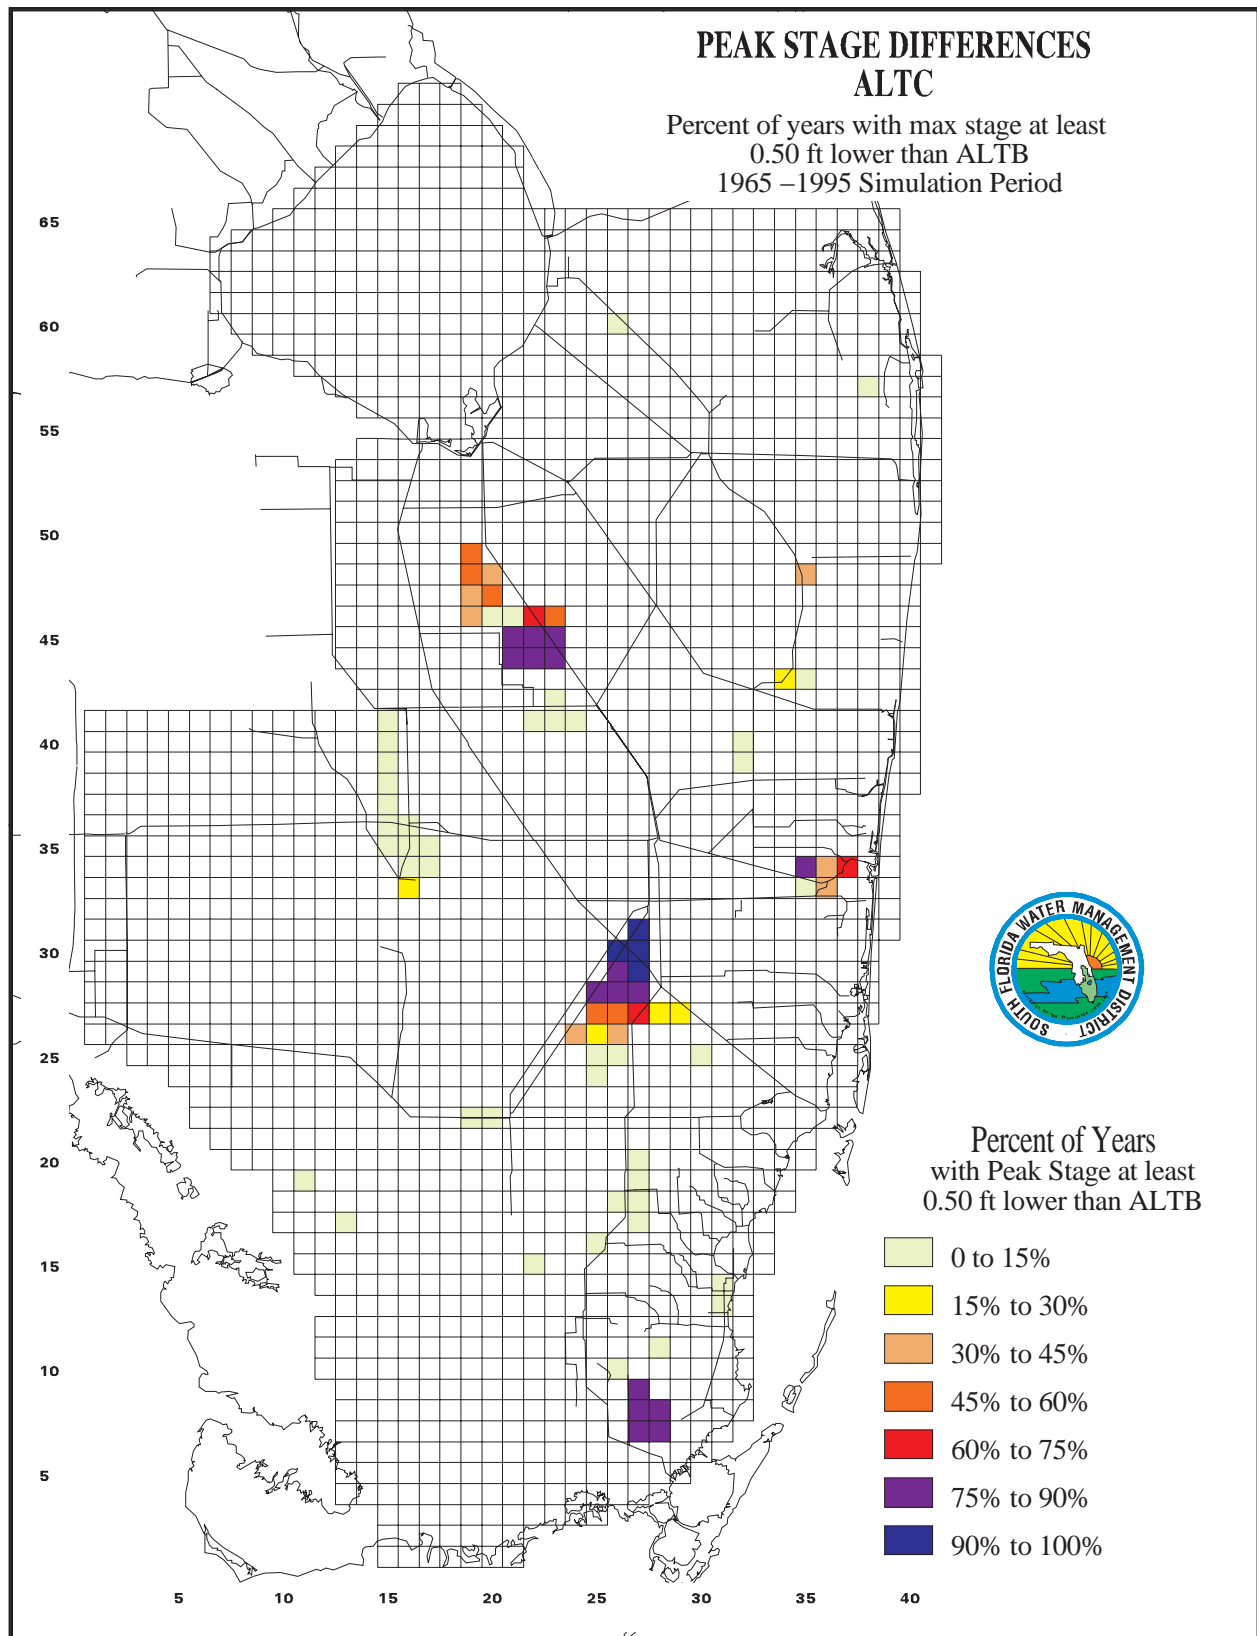 PEAK STAGE DIFFERENCES
ALTC
Percent of years with max stage at least
0.50 ft lower than ALTB
1965 –1995 Simulation Period
65
60
55
50
45
40
35
30
25
20
15
10
5
5 10 15 20 25 30 35 40
SOUTH FLORIDA WATER MANAGEMENT DISTRICT
Percent of Years
with Peak Stage at least
0.50 ft lower than ALTB
0 to 15%
15% to 30%
30% to 45%
45% to 60%
60% to 75%
75% to 90%
90% to 100%